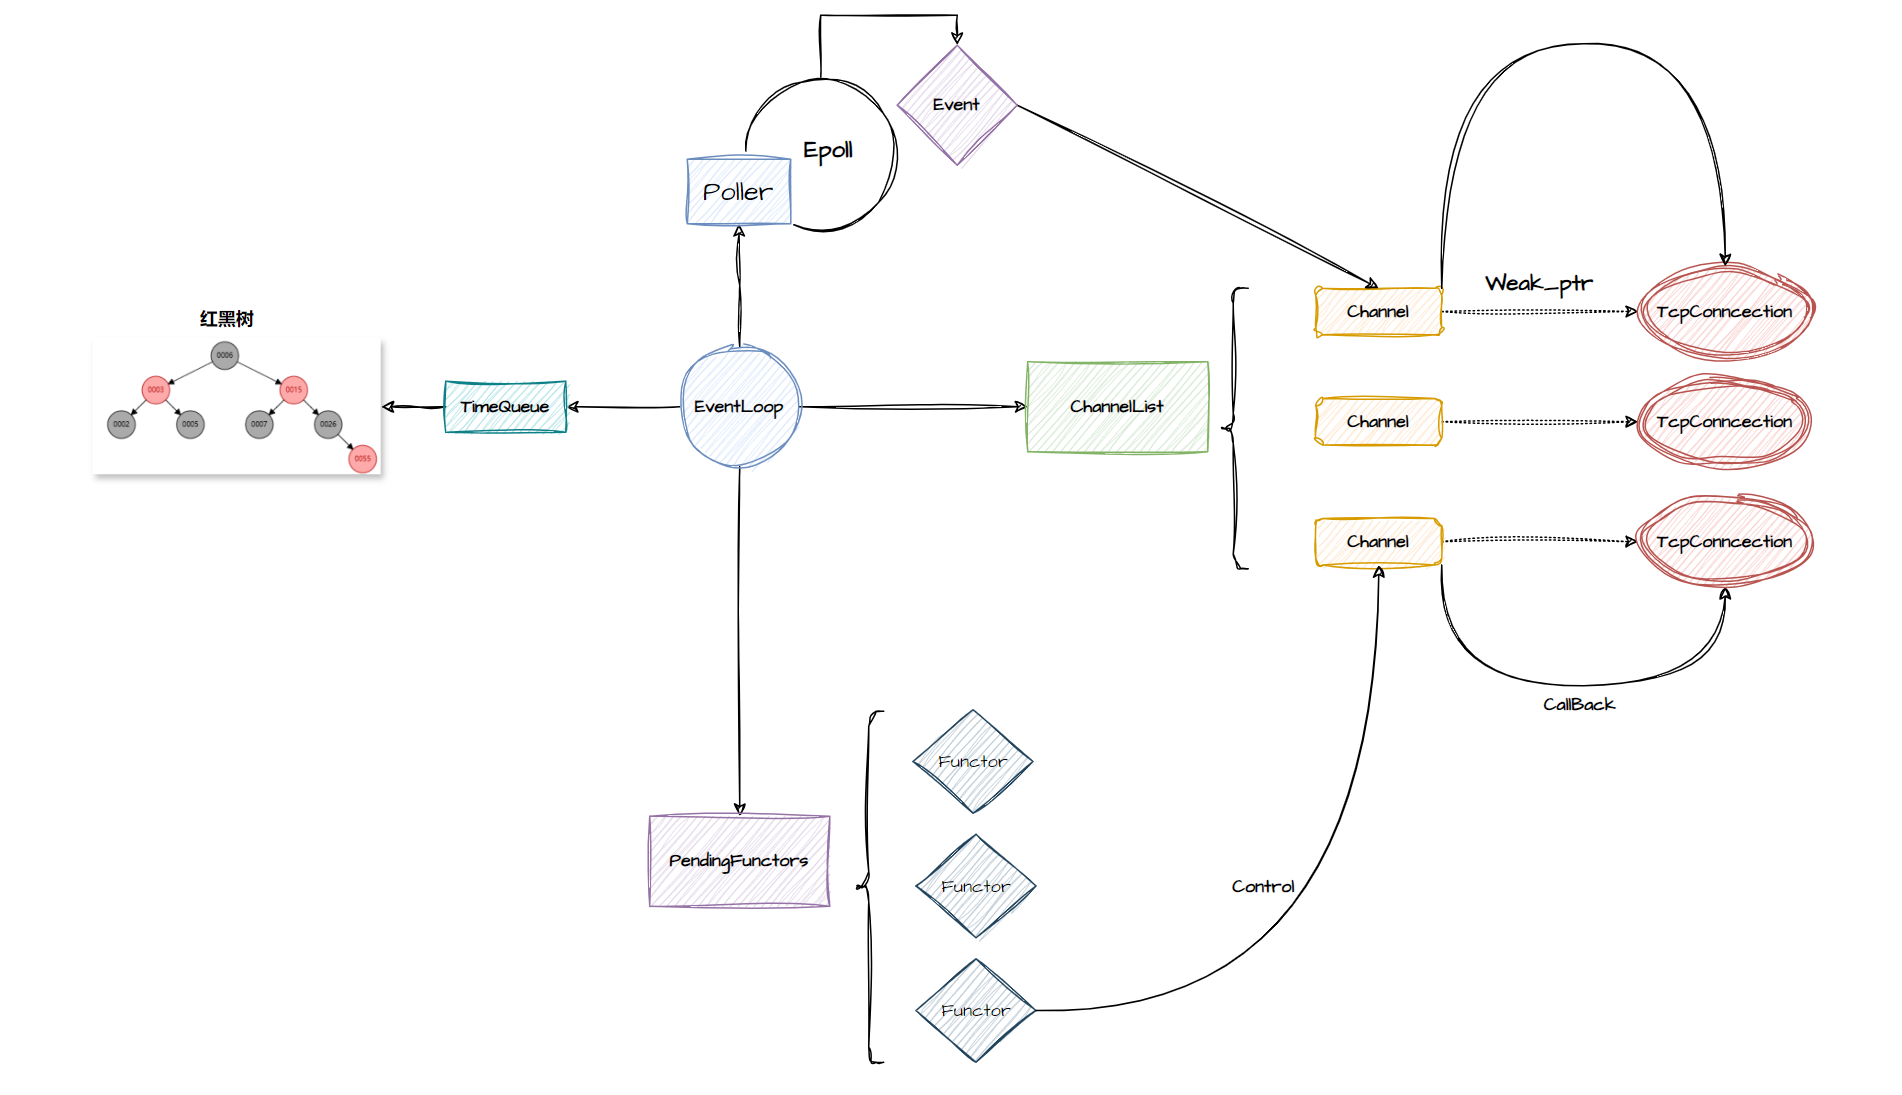 Event
Epoll
Poller
Weak_ptr
Channel
TcpConncection
红黑树
0006
0003
0015
0002
0005
0007
0026
0055
TimeQueue
EventLoop
ChannelList
Channel
TcpConncection
Channel
TcpConncection
CallBack
Functor
PendingFunctors
Functor
Control
Functor